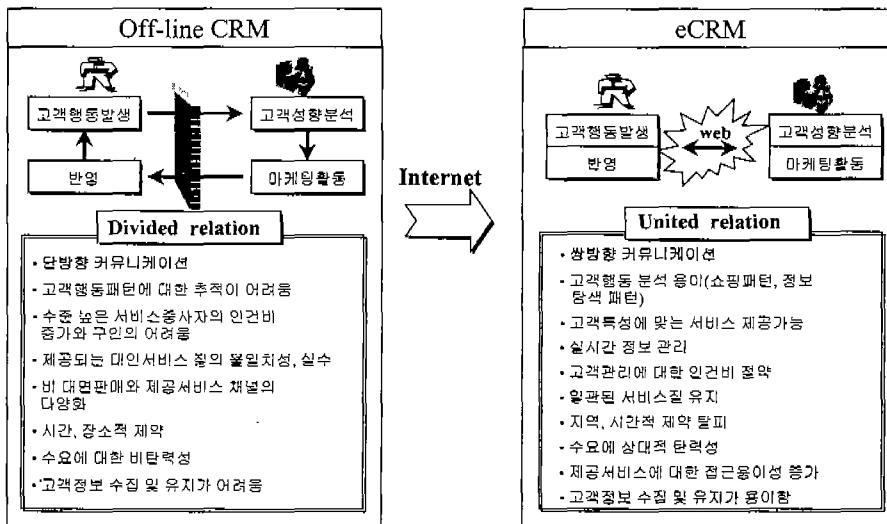 Off-line CRM
고객행동발생
고객성향분석
반영
마케팅활동
Divided relation
· 단방향 커뮤니케이션
· 고객행동패턴에 대한 추적이 어려움
· 수준 높은 서비스종사자의 인건비
증가와 구인의 어려움
· 제공되는 대인서비스 질의 불일치성, 실수
· 비 대면판매와 제공서비스 채널의
다양화
· 시간, 장소적 제약
· 수요에 대한 비탄력성
· 고객정보 수집 및 유지가 어려움
Internet
eCRM
고객행동발생
반영
web
고객성향분석
마케팅활동
United relation
· 쌍방향 커뮤니케이션
· 고객행동 분석 용이(쇼핑패턴, 정보
탐색 패턴)
· 고객특성에 맞는 서비스 제공가능
· 실시간 정보 관리
· 고객관리에 대한 인건비 절약
· 일관된 서비스질 유지
· 지역, 시간적 제약 탈피
· 수요에 상대적 탄력성
· 제공서비스에 대한 접근용이성 증가
· 고객정보 수집 및 유지가 용이함